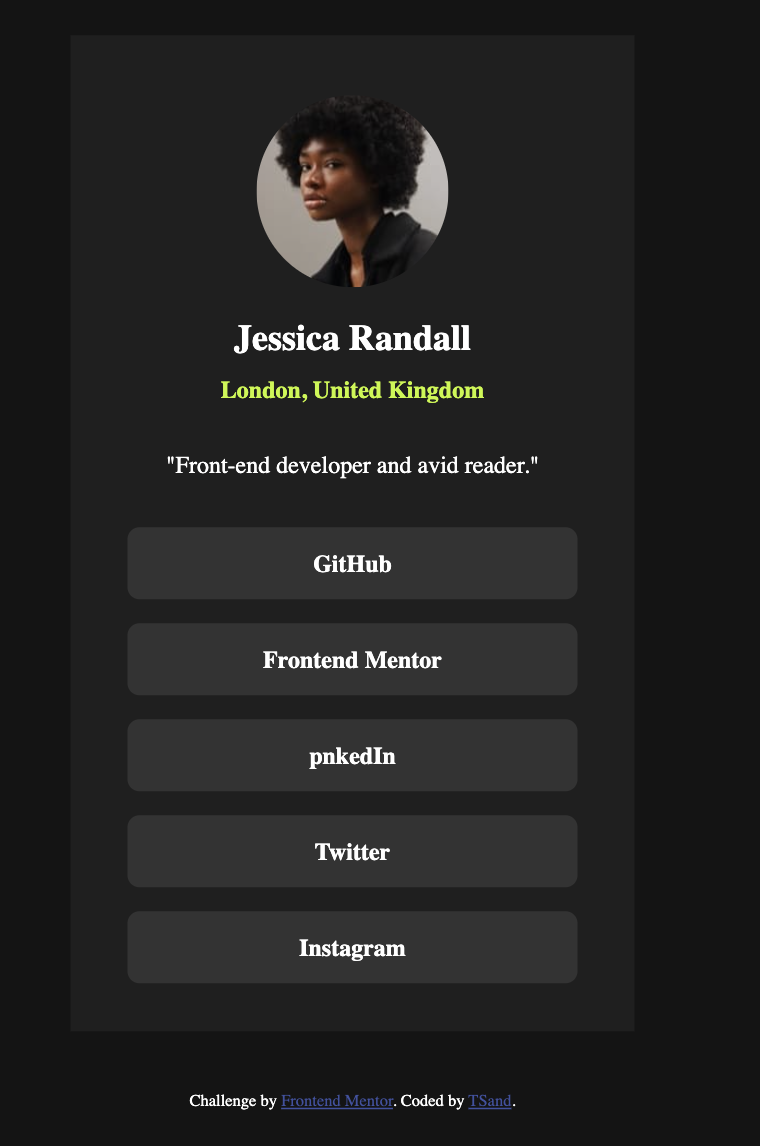 Jessica Randall
London, United Kingdom
"Front-end developer and avid reader."
GitHub
Frontend Mentor
pnkedIn
Twitter
Instagram
Challenge by Frontend Mentor. Coded by TSand.